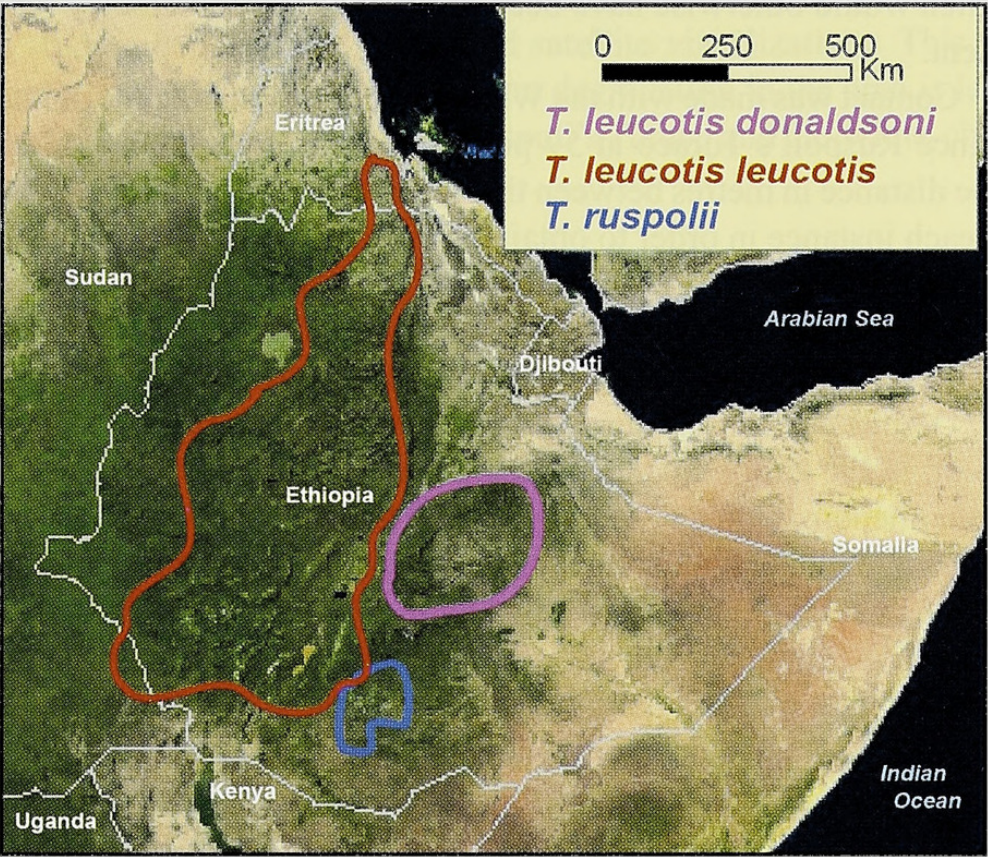 0 250 500
Km
T. leucotis donaldsoni
T. leucotis leucotis
T. ruspolii
Eritrea
Sudan
Arabian Sea
Djibouti
Ethiopia
Somalia
Indian
Ocean
Kenya
Uganda